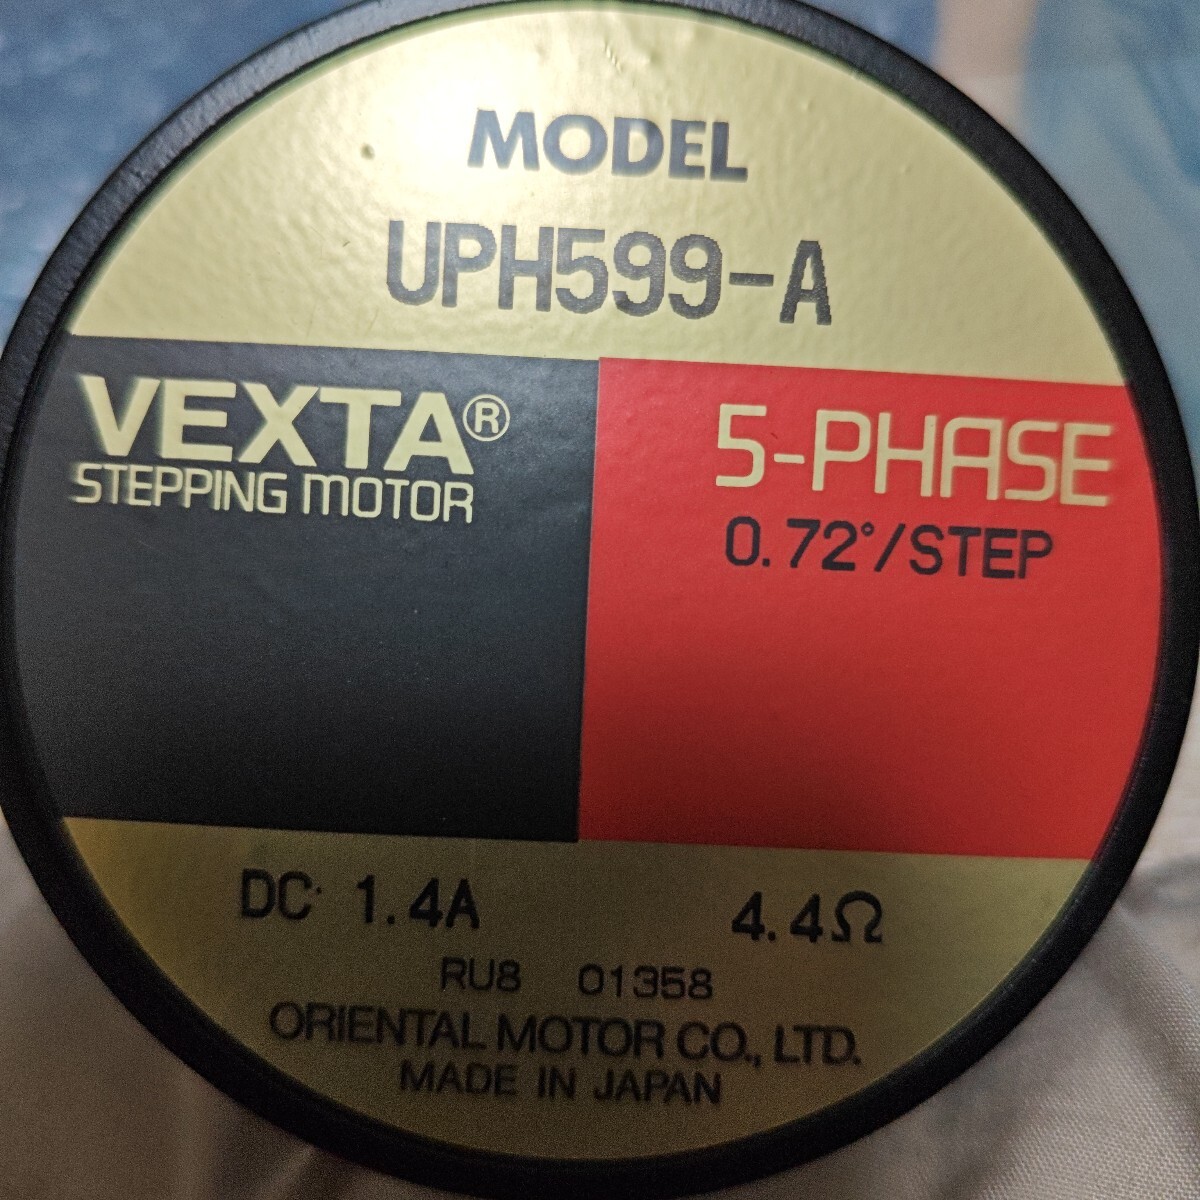 MODEL
UPH599-A
VEXTA®
STEPPING MOTOR
5-PHASE
0.72°/STEP
DC 1.4A 4.4Ω
RU8 01358
ORIENTAL MOTOR CO., LTD.
MADE IN JAPAN